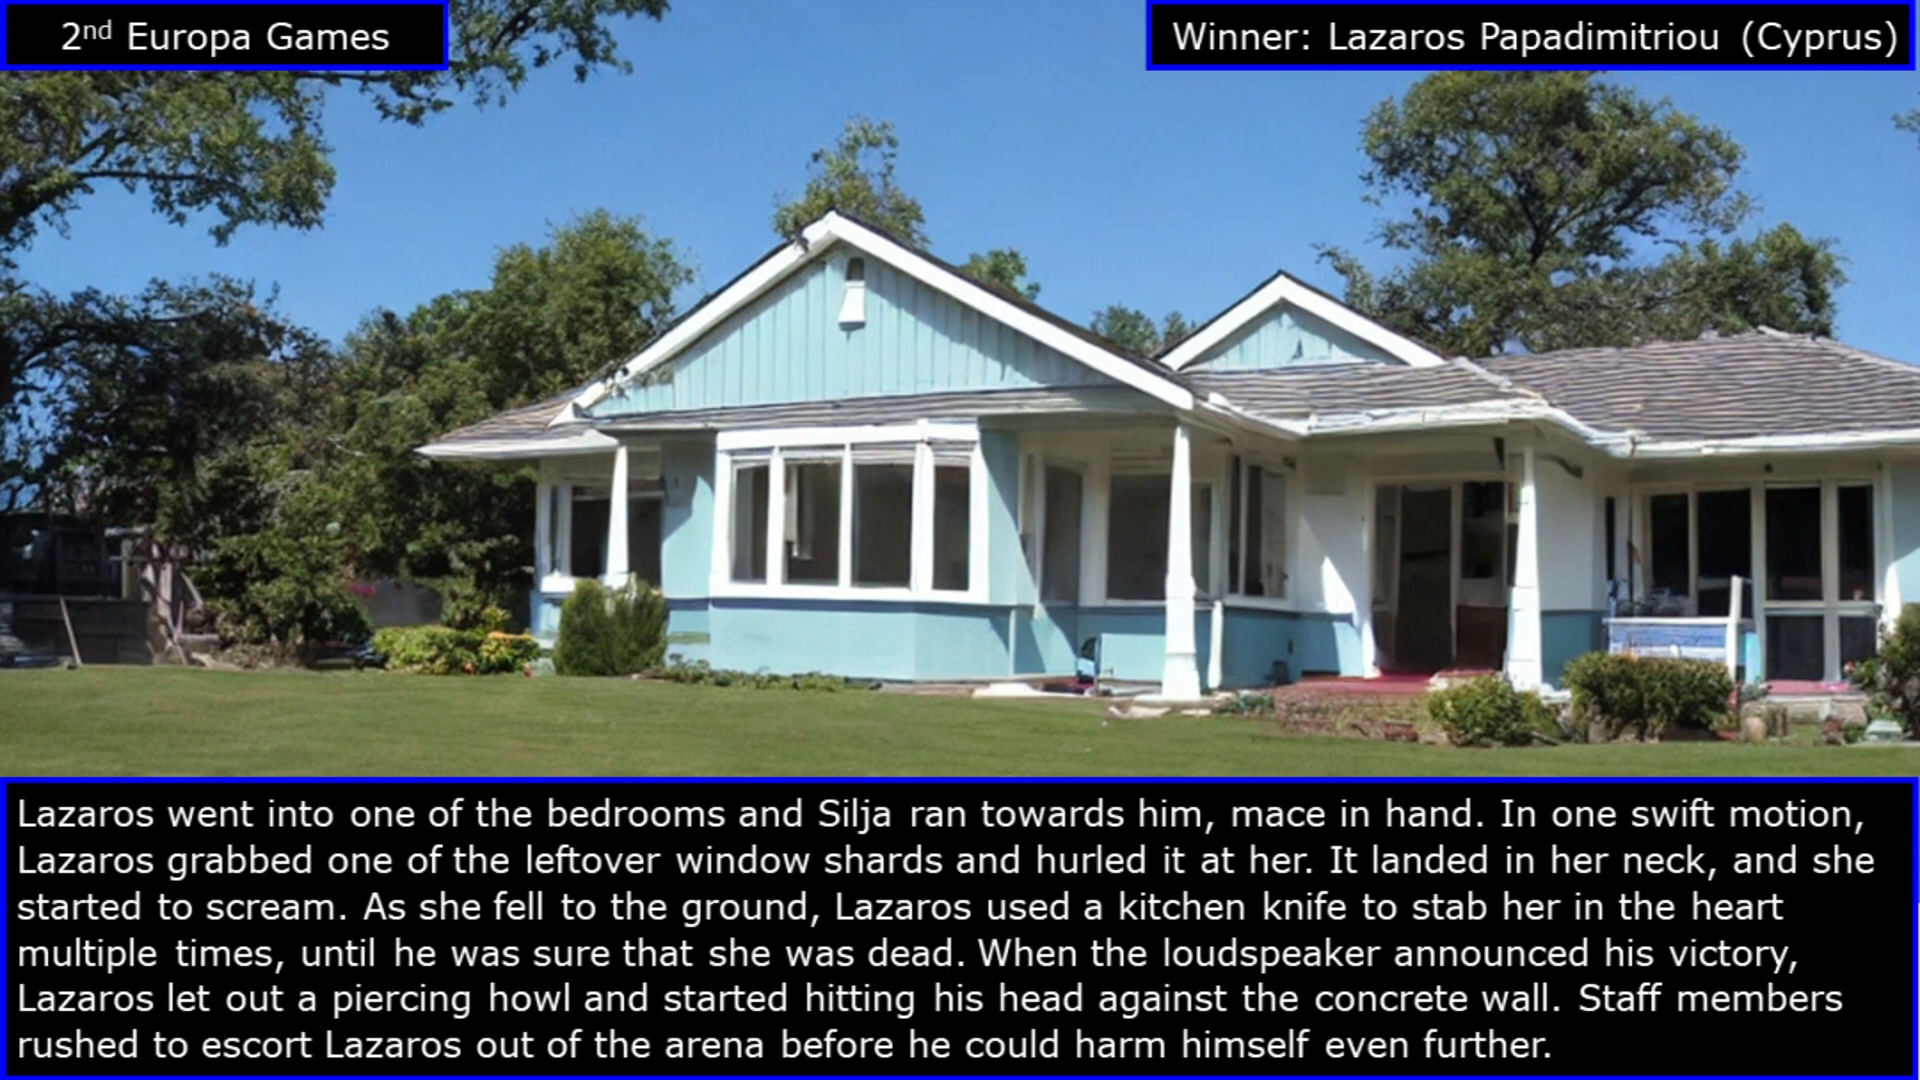 2nd Europa Games
Winner: Lazaros Papadimitriou (Cyprus)
Lazaros went into one of the bedrooms and Silja ran towards him, mace in hand. In one swift motion,
Lazaros grabbed one of the leftover window shards and hurled it at her. It landed in her neck, and she
started to scream. As she fell to the ground, Lazaros used a kitchen knife to stab her in the heart
multiple times, until he was sure that she was dead. When the loudspeaker announced his victory,
Lazaros let out a piercing howl and started hitting his head against the concrete wall. Staff members
rushed to escort Lazaros out of the arena before he could harm himself even further.